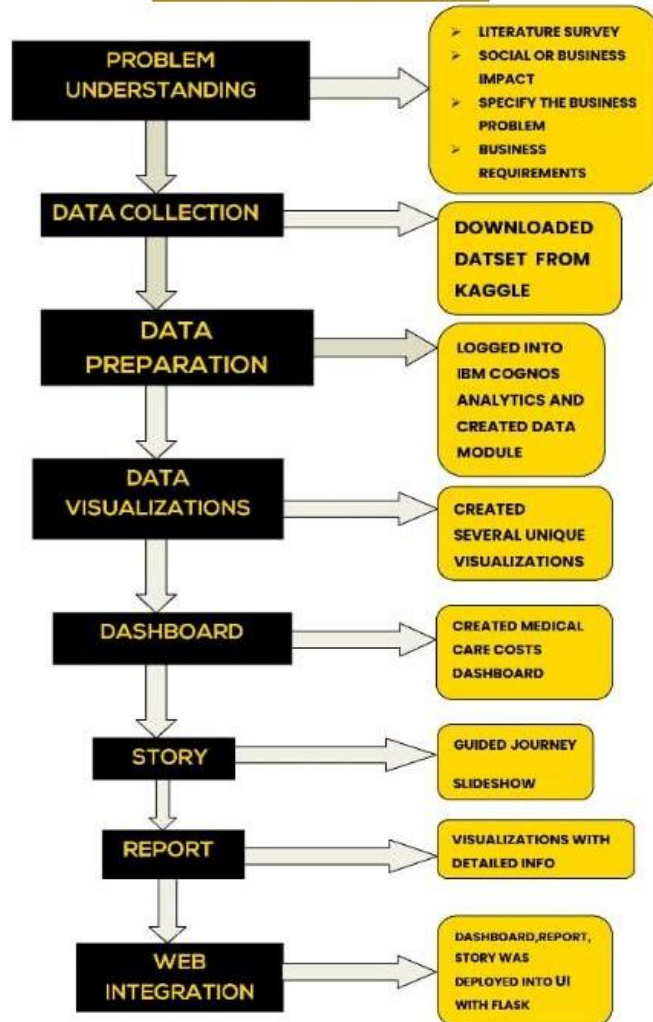 PROBLEM
UNDERSTANDING
➢ LITERATURE SURVEY
➢ SOCIAL OR BUSINESS
IMPACT
➢ SPECIFY THE BUSINESS
PROBLEM
➢ BUSINESS
REQUIREMENTS
DATA COLLECTION
DOWNLOADED
DATSET FROM
KAGGLE
DATA
PREPARATION
LOGGED INTO
IBM COGNOS
ANALYTICS AND
CREATED DATA
MODULE
DATA
VISUALIZATIONS
CREATED
SEVERAL UNIQUE
VISUALIZATIONS
DASHBOARD
CREATED MEDICAL
CARE COSTS
DASHBOARD
STORY
GUIDED JOURNEY
SLIDESHOW
REPORT
VISUALIZATIONS WITH
DETAILED INFO
WEB
INTEGRATION
DASHBOARD,REPORT,
STORY WAS
DEPLOYED INTO UI
WITH FLASK